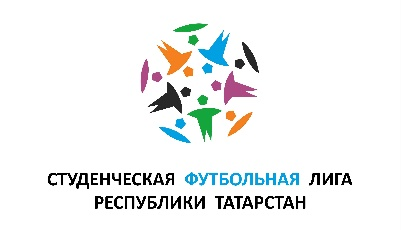 СТУДЕНЧЕСКАЯ ФУТБОЛЬНАЯ ЛИГА
РЕСПУБЛИКИ ТАТАРСТАН